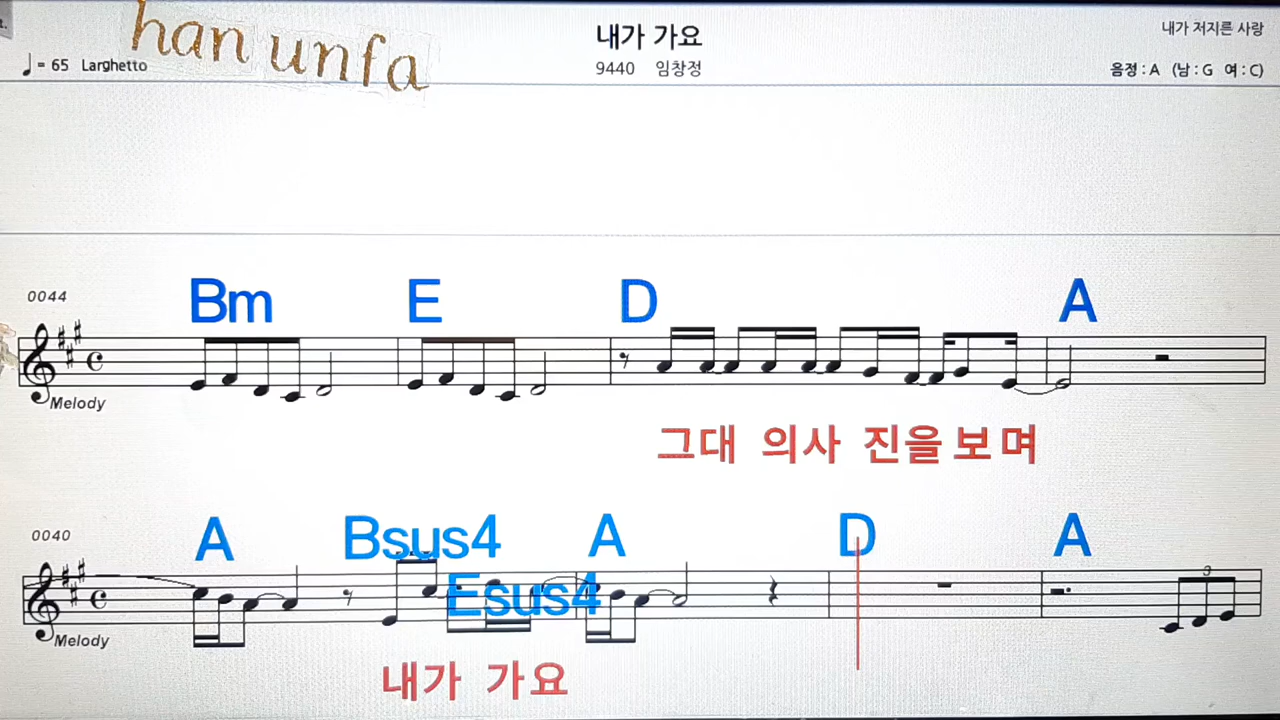 han unfa
내가 가요
내가 저지른 사랑
♩= 65 Larghetto
9440 임창정
음정 : A (남 : G 여 : C)
0044
Bm E D A
Melody
그대 의사 진을 보며
0040
A Bsus4 A D A
Esus4
3
Melody
내가 가요